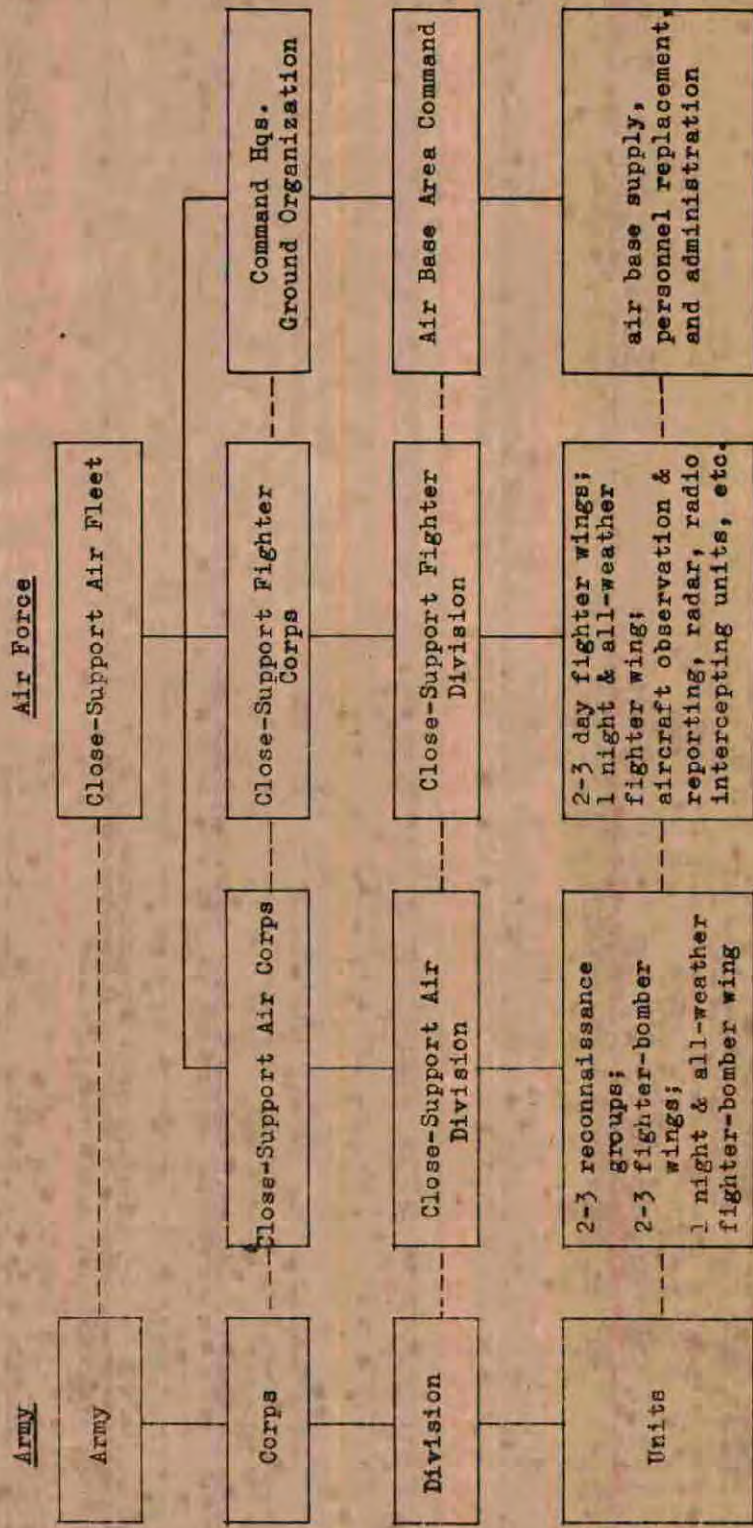 Army
Air Force
Army
Close-Support Air Fleet
Corps
Close-Support Air Corps
Close-Support Fighter
Corps
Command Hqs.
Ground Organization
Division
Close-Support Air
Division
Close-Support Fighter
Division
Air Base Area Command
Units
2-3 reconnaissance
groups;
2-3 fighter-bomber
wings;
1 night & all-weather
fighter-bomber wing
2-3 day fighter wings;
1 night & all-weather
fighter wing;
aircraft observation &
reporting, radar, radio
intercepting units, etc.
air base supply,
personnel replacement,
and administration